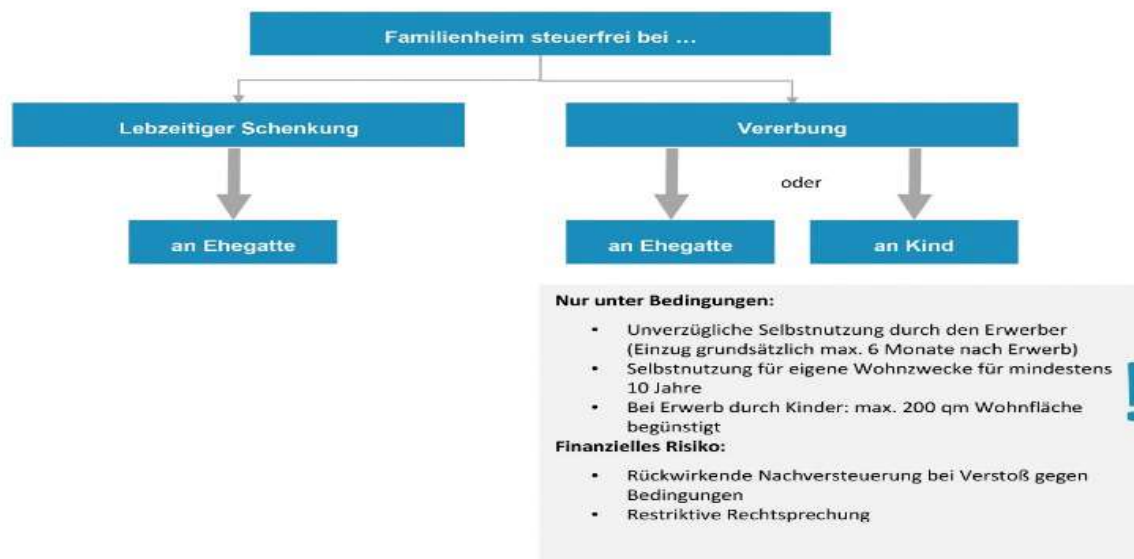 Familienheim steuerfrei bei ...
Lebzeitiger Schenkung
Vererbung
oder
an Ehegatte
an Ehegatte
an Kind
Nur unter Bedingungen:
• Unverzügliche Selbstnutzung durch den Erwerber
(Einzug grundsätzlich max. 6 Monate nach Erwerb)
• Selbstnutzung für eigene Wohnzwecke für mindestens
10 Jahre
• Bei Erwerb durch Kinder: max. 200 qm Wohnfläche
begünstigt
Finanzielles Risiko:
• Rückwirkende Nachversteuerung bei Verstoß gegen
Bedingungen
• Restriktive Rechtsprechung
!